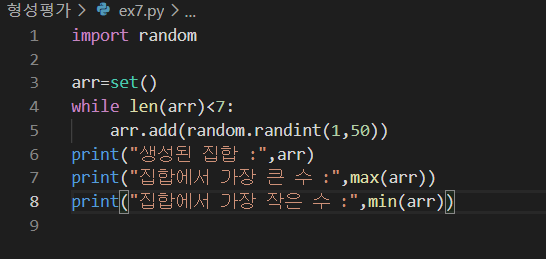 형성평가 > ex7.py > ...
1 import random
2
3 arr=set()
4 while len(arr)<7:
5     arr.add(random.randint(1,50))
6 print("생성된 집합 :",arr)
7 print("집합에서 가장 큰 수 :",max(arr))
8 print("집합에서 가장 작은 수 :",min(arr))
9